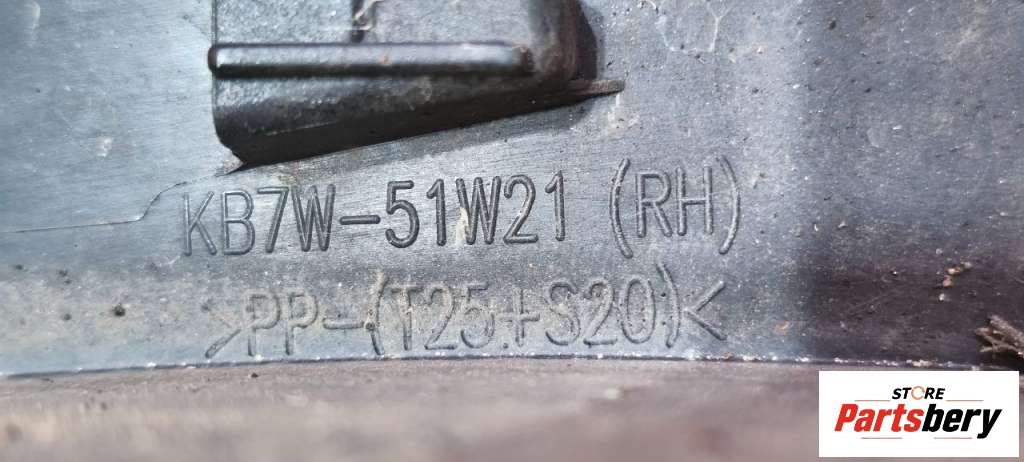 KB7W-51W21 (RH)
>PP-(T25+S20)<
STORE
Partsbery